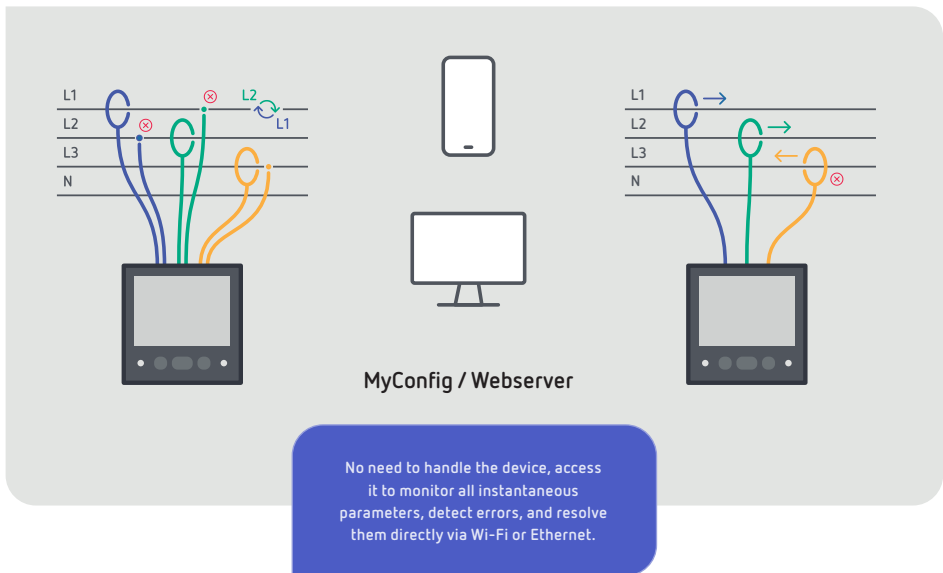 L1
L2
L3
N
L2
L1
L1
L2
L3
N
MyConfig / Webserver
No need to handle the device, access
it to monitor all instantaneous
parameters, detect errors, and resolve
them directly via Wi-Fi or Ethernet.